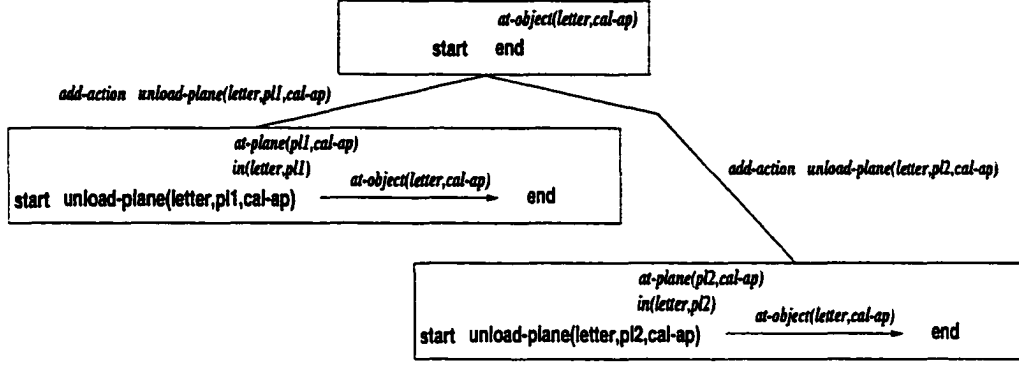 at-object(letter,cal-ap)
start end
add-action unload-plane(letter,pl1,cal-ap)
at-plane(pl1,cal-ap)
in(letter,pl1)
at-object(letter,cal-ap)
start unload-plane(letter,pl1,cal-ap) end
add-action unload-plane(letter,pl2,cal-ap)
at-plane(pl2,cal-ap)
in(letter,pl2)
at-object(letter,cal-ap)
start unload-plane(letter,pl2,cal-ap) end